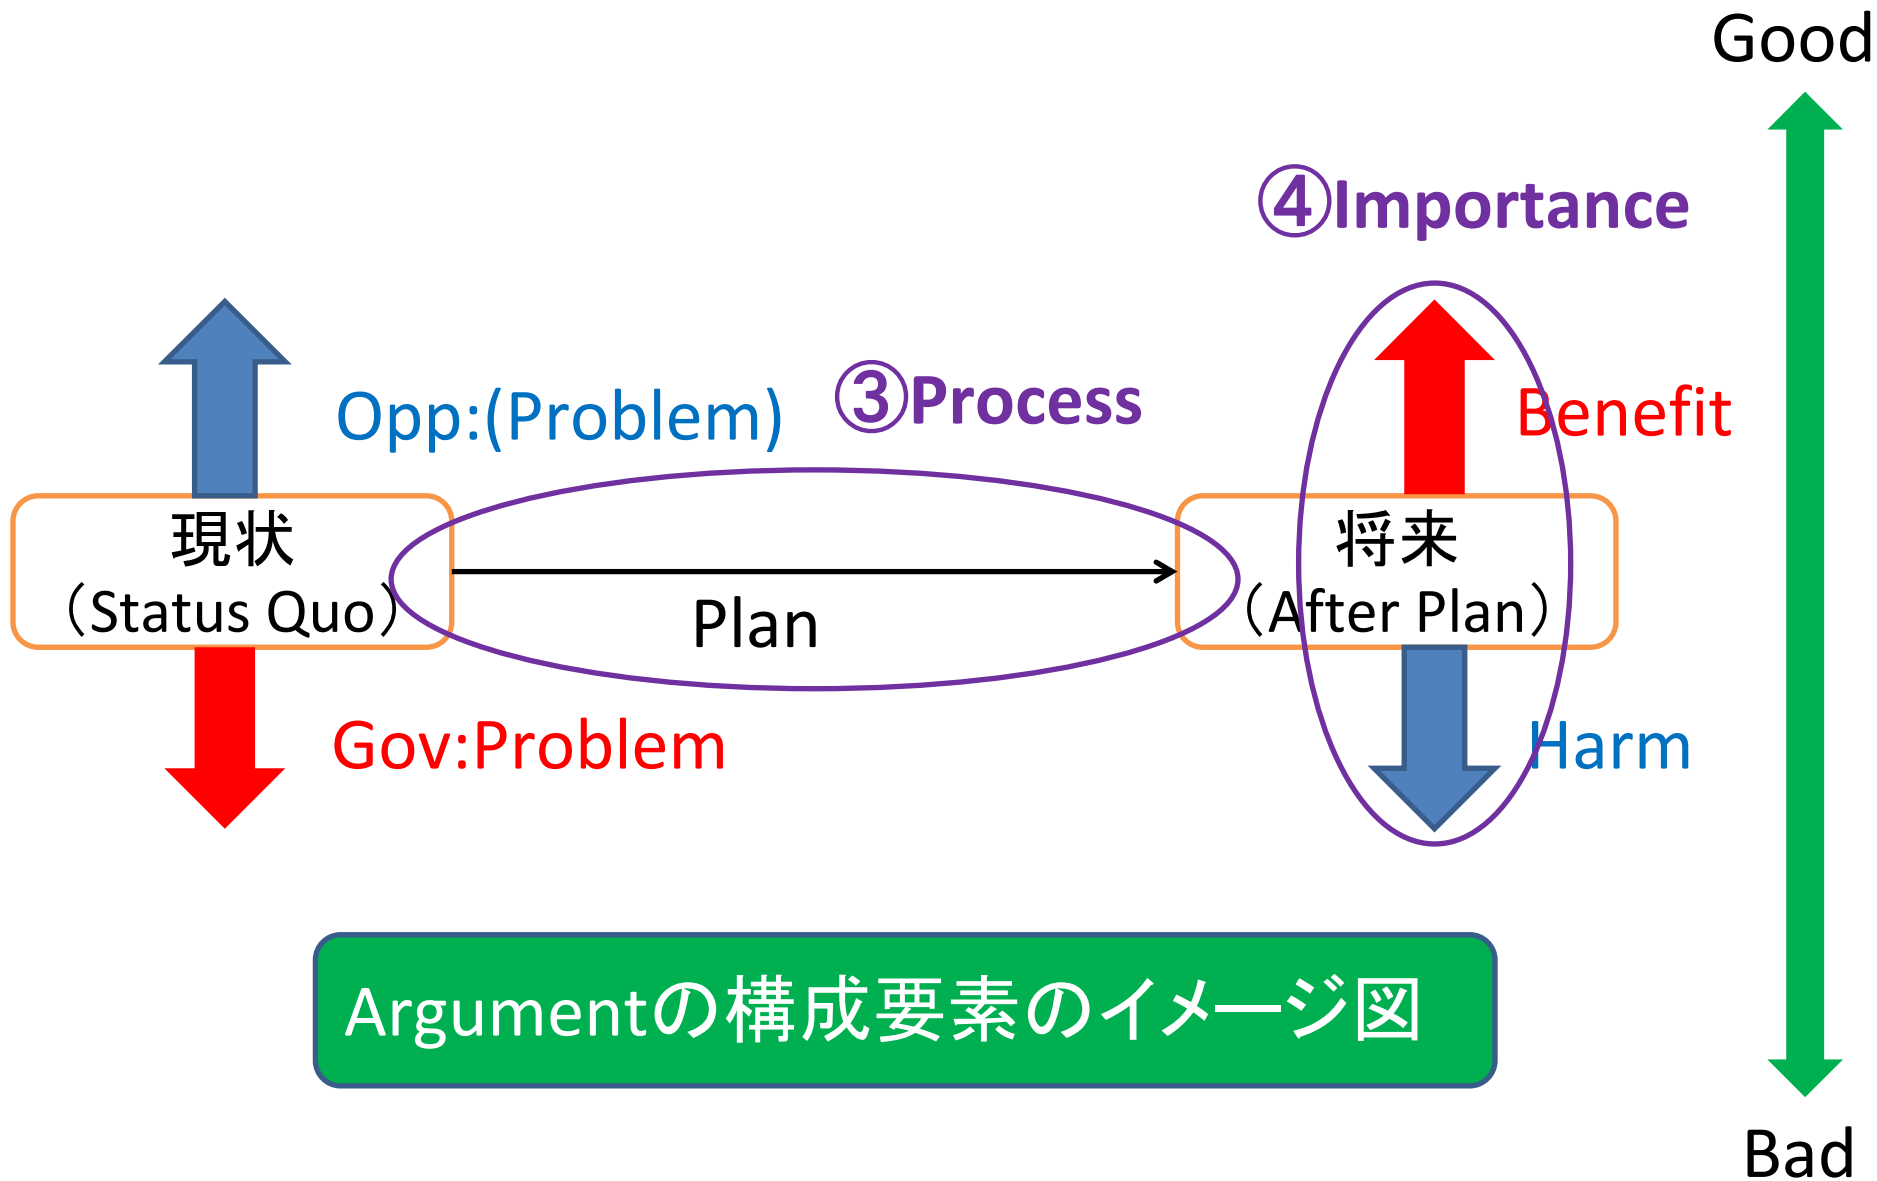 Good
④Importance
③Process
Opp:(Problem)
Benefit
現状
（Status Quo）
Plan
将来
（After Plan）
Gov:Problem
Harm
Argumentの構成要素のイメージ図
Bad